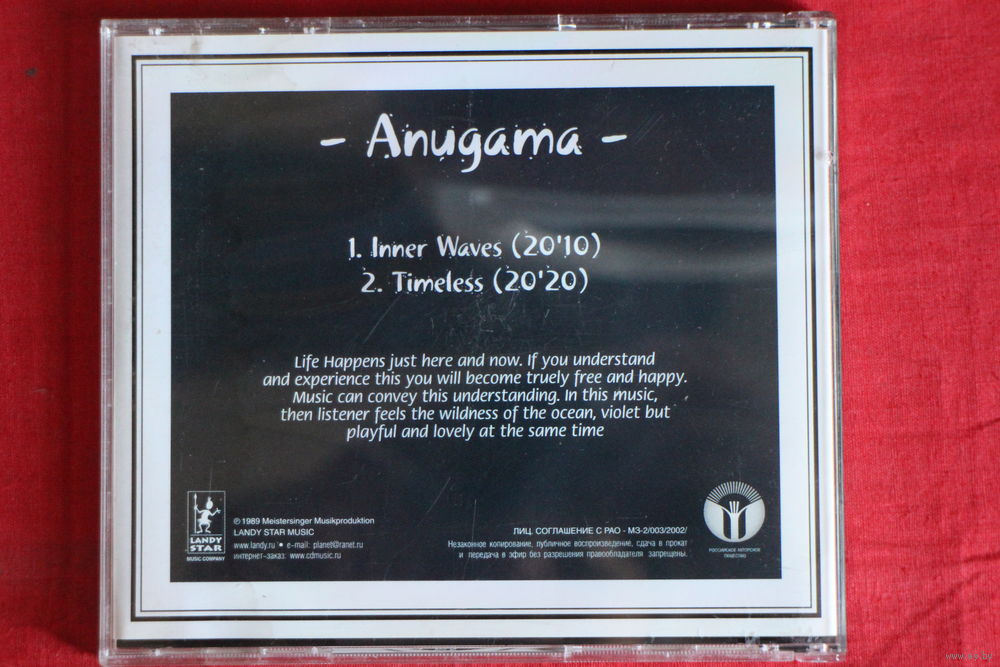 - Anugama -
1. Inner Waves (20'10)
2. Timeless (20'20)
Life Happens just here and now. If you understand
and experience this you will become truely free and happy.
Music can convey this understanding. In this music,
then listener feels the wildness of the ocean, violet but
playful and lovely at the same time
LANDY
STAR
MUSIC COMPANY
℗ 1989 Meistersinger Musikproduktion
LANDY STAR MUSIC
www.landy.ru • e-mail: planet@ranet.ru
интернет-заказ: www.cdmusic.ru
ЛИЦ. СОГЛАШЕНИЕ С РАО - МЗ-2/003/2002/
Незаконное копирование, публичное воспроизведение, сдача в прокат
и передача в эфир без разрешения правообладателя запрещены.
РОССИЙСКОЕ АВТОРСКОЕ
ОБЩЕСТВО